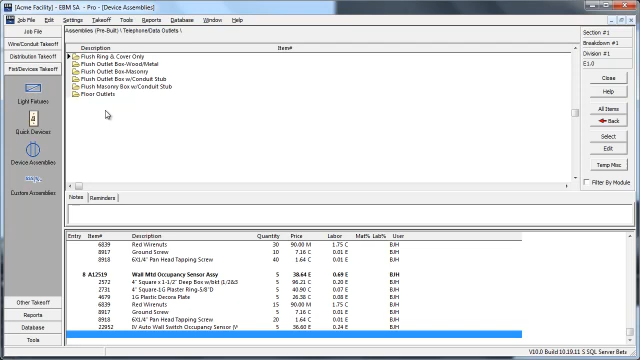 [Acme Facility] - EBM SA - Pro - [Device Assemblies]
Job File Edit Settings Takeoff Tools Reports Database Window Help
Job File
Wire/Conduit Takeoff
Distribution Takeoff
Fixt/Devices Takeoff
Light Fixtures
Quick Devices
Device Assemblies
Custom Assemblies
Other Takeoff
Reports
Database
Tools
Assemblies (Pre-Built) \ Telephone/Data Outlets \
Description Item#
Flush Ring & Cover Only
Flush Outlet Box-Wood/Metal
Flush Outlet Box-Masonry
Flush Outlet Box w/Conduit Stub
Flush Masonry Box w/Conduit Stub
Floor Outlets
Notes Reminders
Entry Item# Description Quantity Price Labor Mat% Lab% User
6839 Red Wirenuts 30 90.00 M 1.75 C BJH
8917 Ground Screw 10 7.16 C 0.01 E BJH
8918 6X1/4" Pan Head Tapping Screw 40 1.64 C 0.01 E BJH
8 A12519 Wall Mtd Occupancy Sensor Assy 5 38.64 E 0.69 E BJH
2572 4" Square x 1-1/2" Deep Box w/bkt (1/2&3 5 96.21 C 20.00 C BJH
2731 4" Square-1G Plaster Ring-5/8"D 5 40.90 C 0.07 E BJH
4679 1G Plastic Decora Plate 5 26.28 C 0.08 E BJH
6839 Red Wirenuts 15 90.00 M 1.75 C BJH
8917 Ground Screw 5 7.16 C 0.01 E BJH
8918 6X1/4" Pan Head Tapping Screw 20 1.64 C 0.01 E BJH
22952 IV Auto Wall Switch Occupancy Sensor (V 5 36.60 E 0.24 E BJH
Section #1
Breakdown #1
Division #1
E1.0
Close
Help
All Items
Back
Select
Edit
Temp Misc
Filter By Module
V10.0 Build 10.19.11 S SQL Server Beta